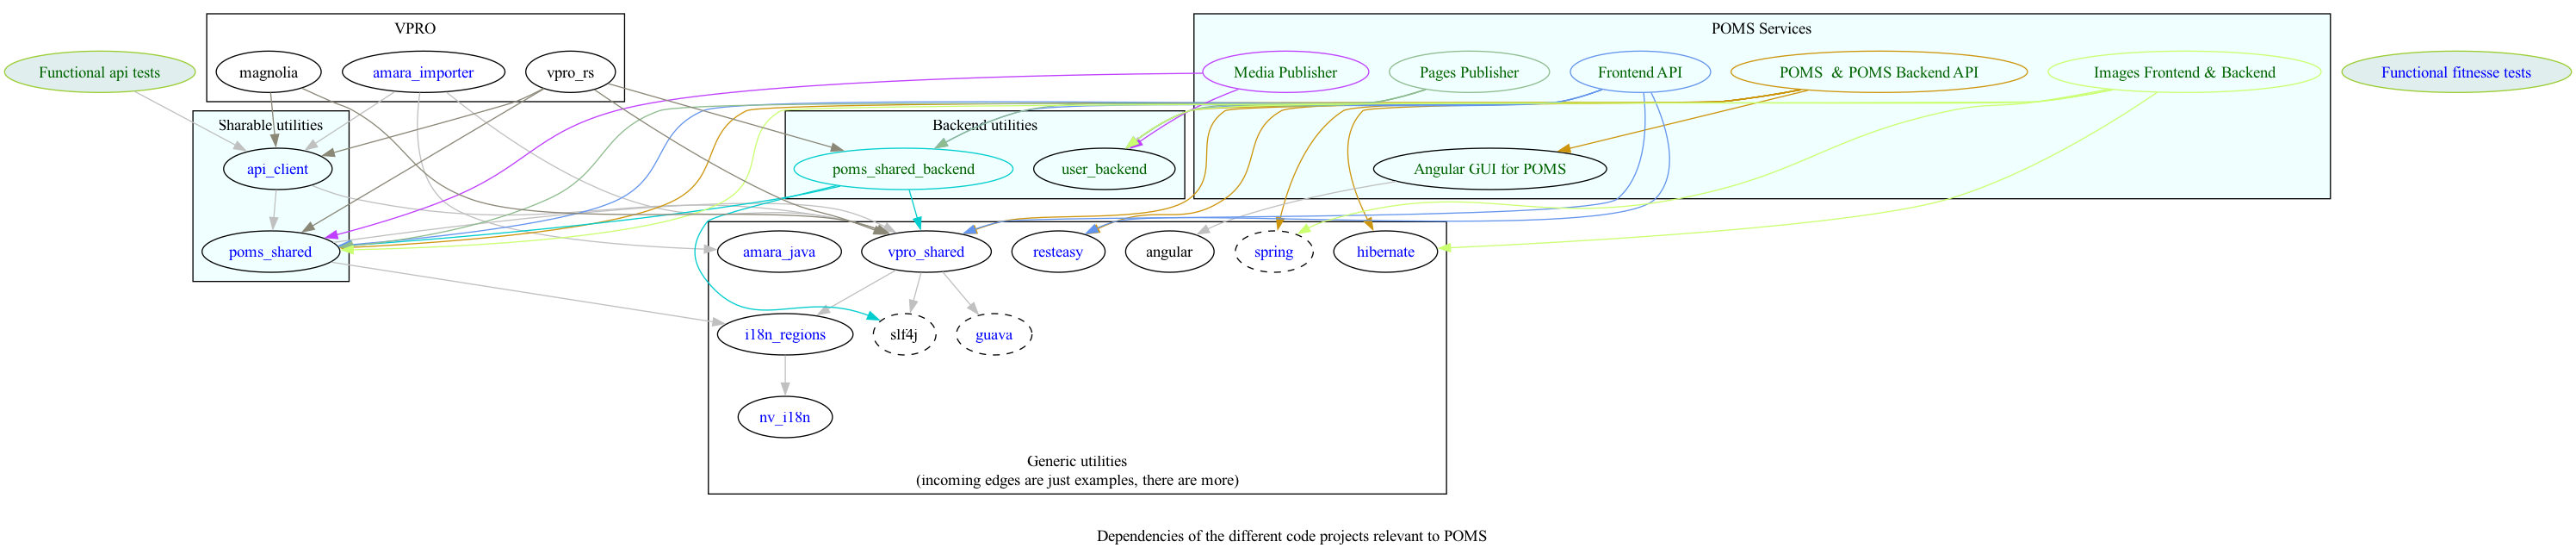 VPRO
POMS Services
Functional api tests
magnolia
amara_importer
vpro_rs
Media Publisher
Pages Publisher
Frontend API
POMS  & POMS Backend API
Images Frontend & Backend
Functional fitnesse tests
Sharable utilities
Backend utilities
api_client
poms_shared_backend
user_backend
Angular GUI for POMS
poms_shared
amara_java
vpro_shared
resteasy
angular
spring
hibernate
i18n_regions
slf4j
guava
nv_i18n
Generic utilities
(incoming edges are just examples, there are more)
Dependencies of the different code projects relevant to POMS